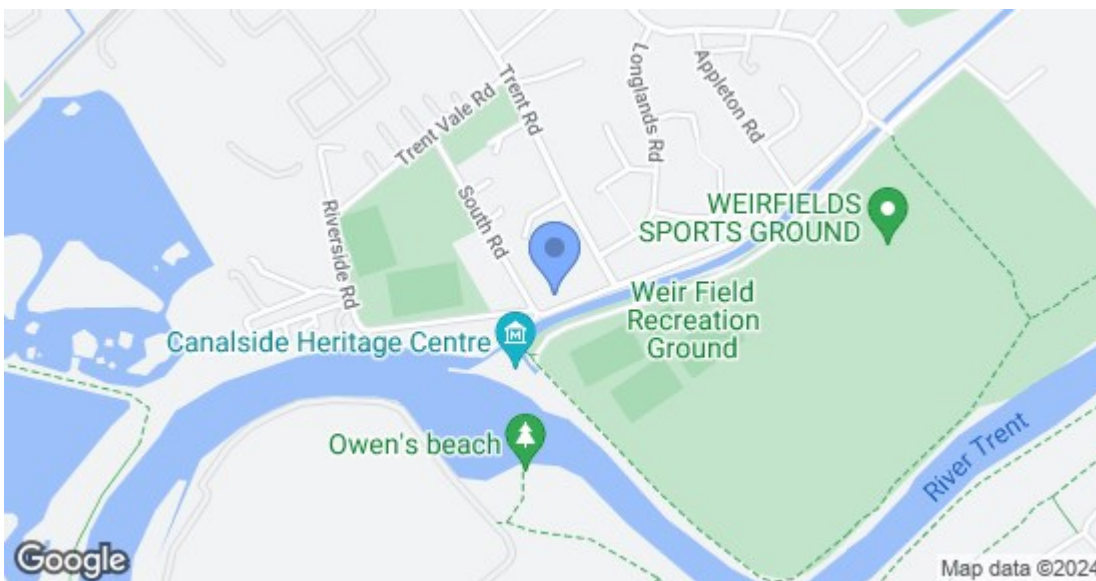 Trent Vale Rd
Trent Rd
Longlands Rd
Appleton Rd
South Rd
Riverside Rd
WEIRFIELDS
SPORTS GROUND
Weir Field
Recreation
Ground
Canalside Heritage Centre
Owen's beach
River Trent
Google
Map data ©2024